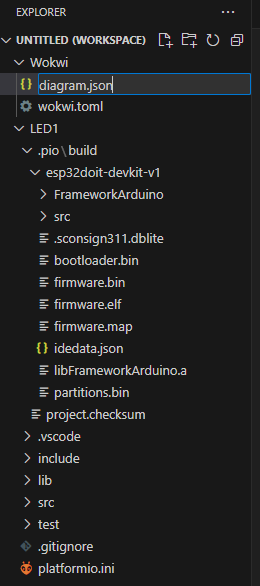 EXPLORER
UNTITLED (WORKSPACE)
Wokwi
diagram.json
wokwi.toml
LED1
.pio\build
esp32doit-devkit-v1
FrameworkArduino
src
.sconsign311.dblite
bootloader.bin
firmware.bin
firmware.elf
firmware.map
idedata.json
libFrameworkArduino.a
partitions.bin
project.checksum
.vscode
include
lib
src
test
.gitignore
platformio.ini